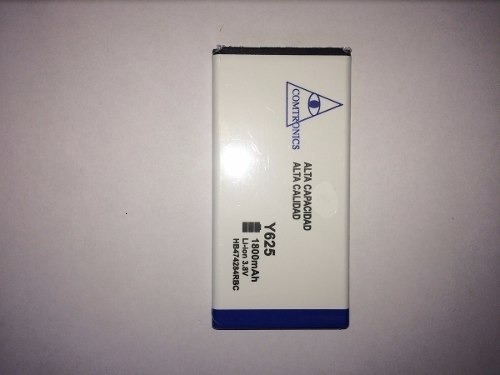 COMTRONICS
ALTA CAPACIDAD
ALTA CALIDAD
Y625
1800mAh
Li-ion 3.8V
HB474284RBC